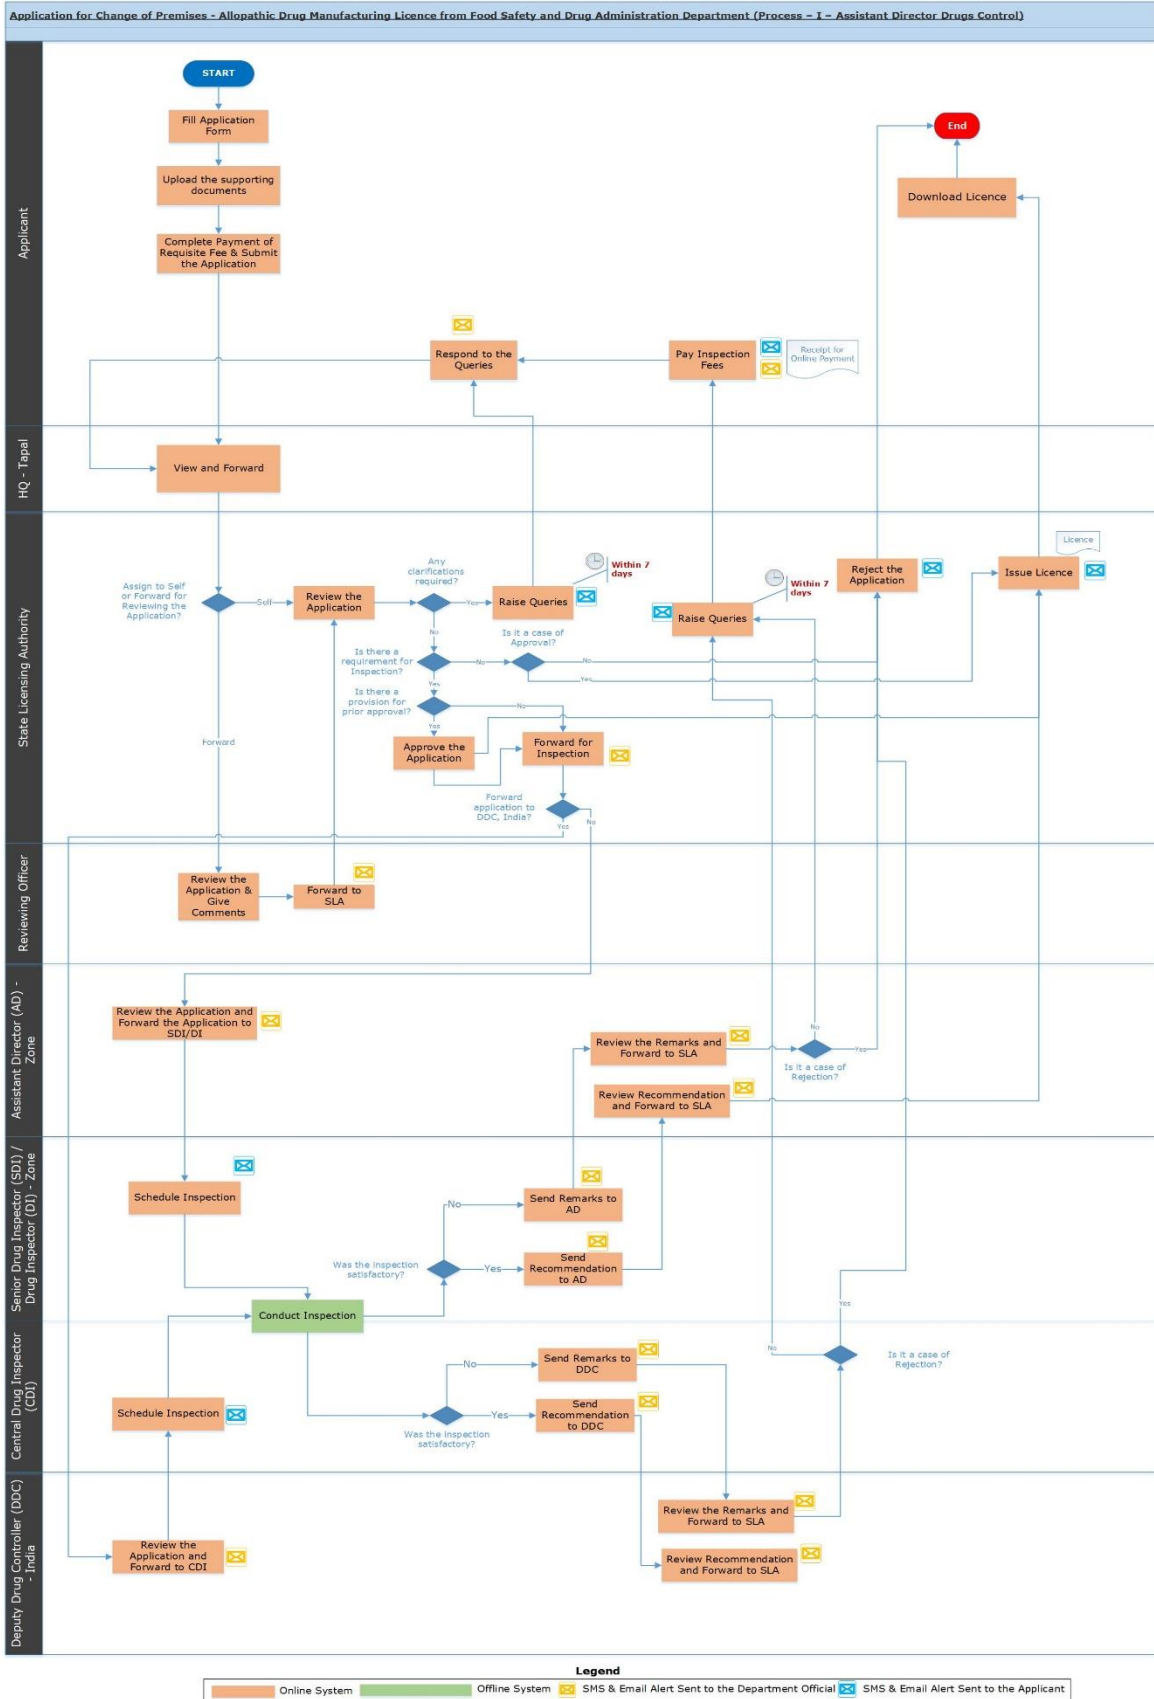 Application for Change of Premises - Allopathic Drug Manufacturing Licence from Food Safety and Drug Administration Department (Process – I – Assistant Director Drugs Control)
Applicant
START
Fill Application
Form
Upload the supporting
documents
Complete Payment of
Requisite Fee & Submit
the Application
End
Download Licence
Respond to the
Queries
Pay Inspection
Fees
Receipt for
Online Payment
HQ - Tapal
View and Forward
State Licensing Authority
Assign to Self
or Forward for
Reviewing the
Application?
Self
Forward
Review the
Application
Any
clarifications
required?
Yes
No
Raise Queries
Within 7
days
Is there a
requirement for
Inspection?
No
Yes
Is it a case of
Approval?
No
Yes
Is there a
provision for
prior approval?
No
Yes
Approve the
Application
Forward for
Inspection
Forward
application to
DDC, India?
Yes
No
Raise Queries
Within 7
days
Reject the
Application
Licence
Issue Licence
Reviewing Officer
Review the
Application &
Give
Comments
Forward to
SLA
Assistant Director (AD) -
Zone
Review the Application and
Forward the Application to
SDI/DI
Review the Remarks and
Forward to SLA
No
Yes
Is it a case of
Rejection?
Review Recommendation
and Forward to SLA
Senior Drug Inspector (SDI) /
Drug Inspector (DI) - Zone
Schedule Inspection
Conduct Inspection
Was the inspection
satisfactory?
No
Yes
Send Remarks to
AD
Send
Recommendation
to AD
Yes
Central Drug Inspector
(CDI)
Schedule Inspection
Was the inspection
satisfactory?
No
Yes
Send Remarks to
DDC
Send
Recommendation
to DDC
No
Is it a case of
Rejection?
Deputy Drug Controller (DDC)
- India
Review the
Application and
Forward to CDI
Review the Remarks and
Forward to SLA
Review Recommendation
and Forward to SLA
Legend
Online System
Offline System
SMS & Email Alert Sent to the Department Official
SMS & Email Alert Sent to the Applicant